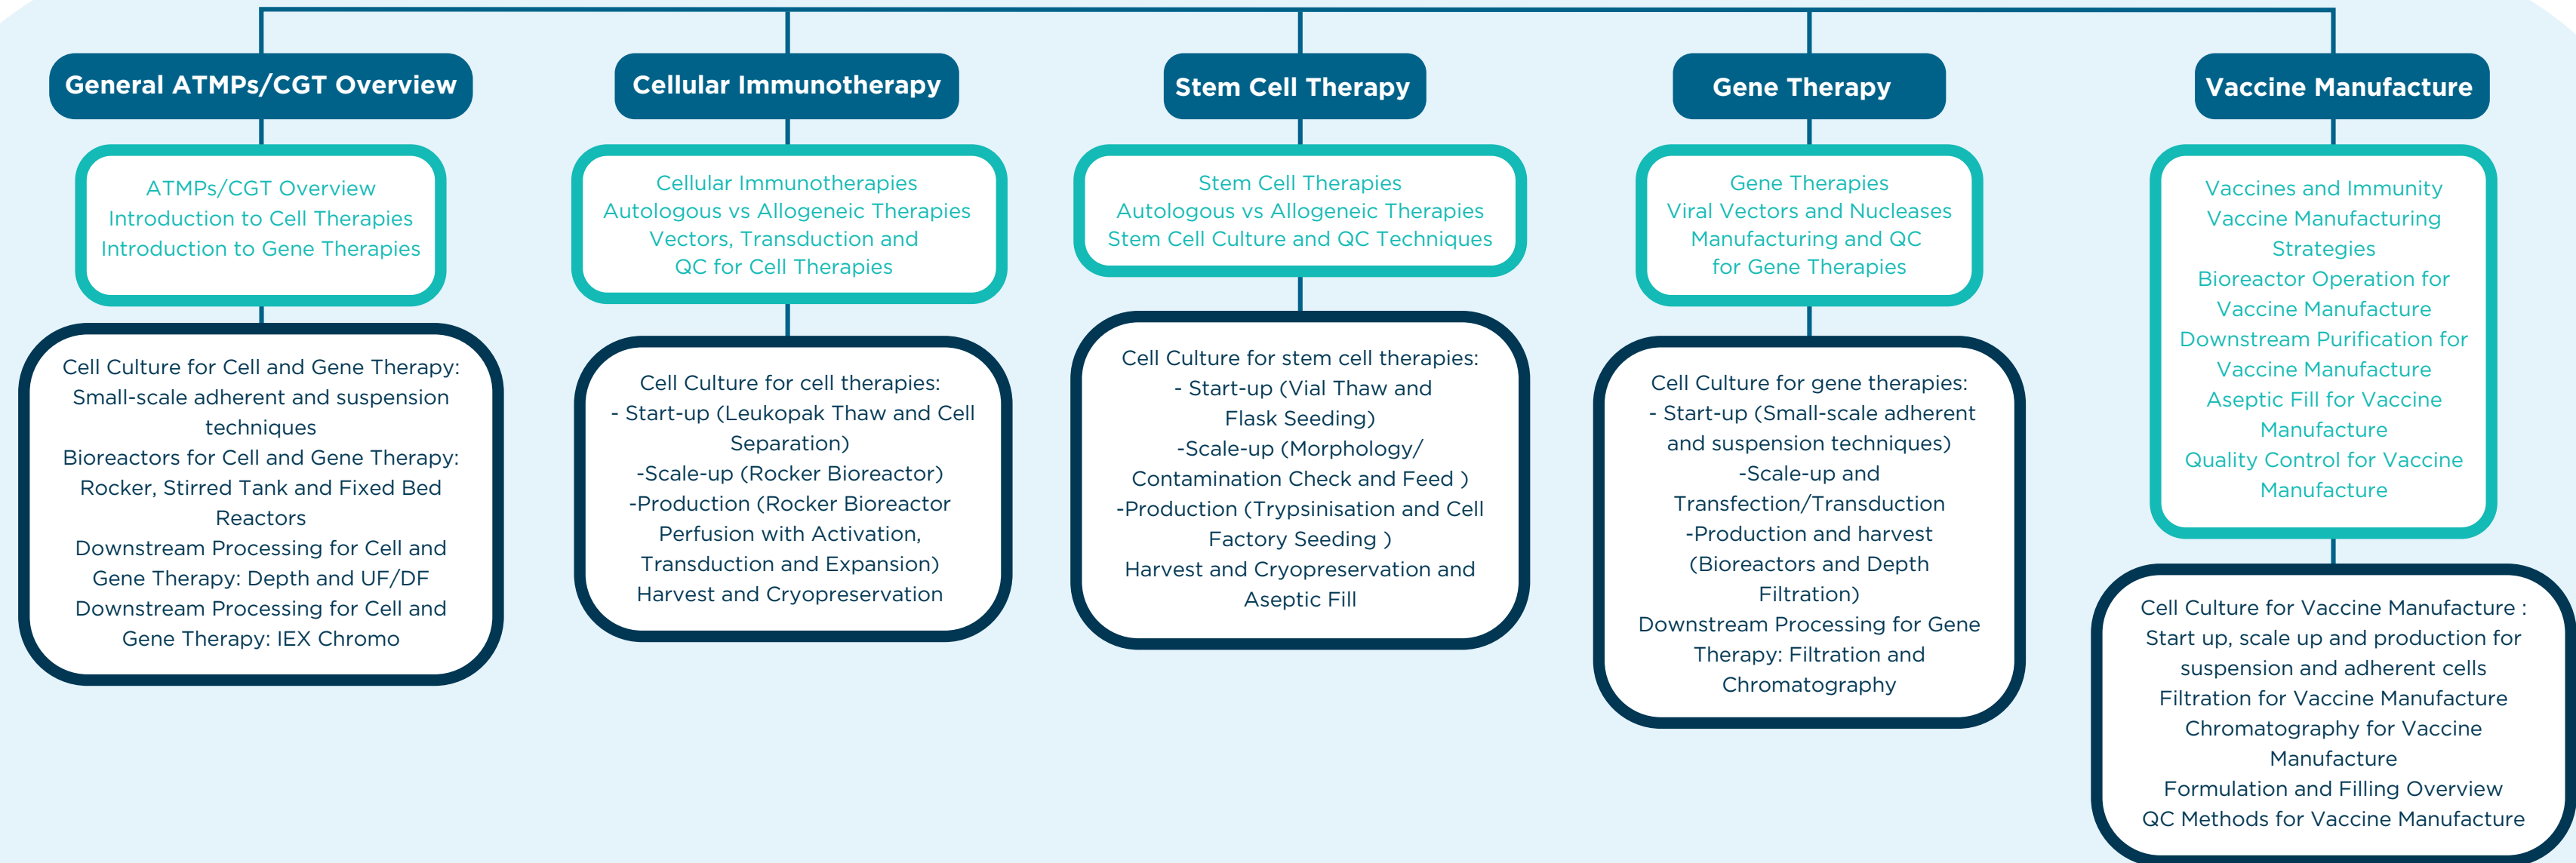 General ATMPs/CGT Overview
ATMPs/CGT Overview
Introduction to Cell Therapies
Introduction to Gene Therapies
Cell Culture for Cell and Gene Therapy:
Small-scale adherent and suspension
techniques
Bioreactors for Cell and Gene Therapy:
Rocker, Stirred Tank and Fixed Bed
Reactors
Downstream Processing for Cell and
Gene Therapy: Depth and UF/DF
Downstream Processing for Cell and
Gene Therapy: IEX Chromo
Cellular Immunotherapy
Cellular Immunotherapies
Autologous vs Allogeneic Therapies
Vectors, Transduction and
QC for Cell Therapies
Cell Culture for cell therapies:
- Start-up (Leukopak Thaw and Cell
Separation)
-Scale-up (Rocker Bioreactor)
-Production (Rocker Bioreactor
Perfusion with Activation,
Transduction and Expansion)
Harvest and Cryopreservation
Stem Cell Therapy
Stem Cell Therapies
Autologous vs Allogeneic Therapies
Stem Cell Culture and QC Techniques
Cell Culture for stem cell therapies:
- Start-up (Vial Thaw and
Flask Seeding)
-Scale-up (Morphology/
Contamination Check and Feed )
-Production (Trypsinisation and Cell
Factory Seeding )
Harvest and Cryopreservation and
Aseptic Fill
Gene Therapy
Gene Therapies
Viral Vectors and Nucleases
Manufacturing and QC
for Gene Therapies
Cell Culture for gene therapies:
- Start-up (Small-scale adherent
and suspension techniques)
-Scale-up and
Transfection/Transduction
-Production and harvest
(Bioreactors and Depth
Filtration)
Downstream Processing for Gene
Therapy: Filtration and
Chromatography
Vaccine Manufacture
Vaccines and Immunity
Vaccine Manufacturing
Strategies
Bioreactor Operation for
Vaccine Manufacture
Downstream Purification for
Vaccine Manufacture
Aseptic Fill for Vaccine
Manufacture
Quality Control for Vaccine
Manufacture
Cell Culture for Vaccine Manufacture :
Start up, scale up and production for
suspension and adherent cells
Filtration for Vaccine Manufacture
Chromatography for Vaccine
Manufacture
Formulation and Filling Overview
QC Methods for Vaccine Manufacture